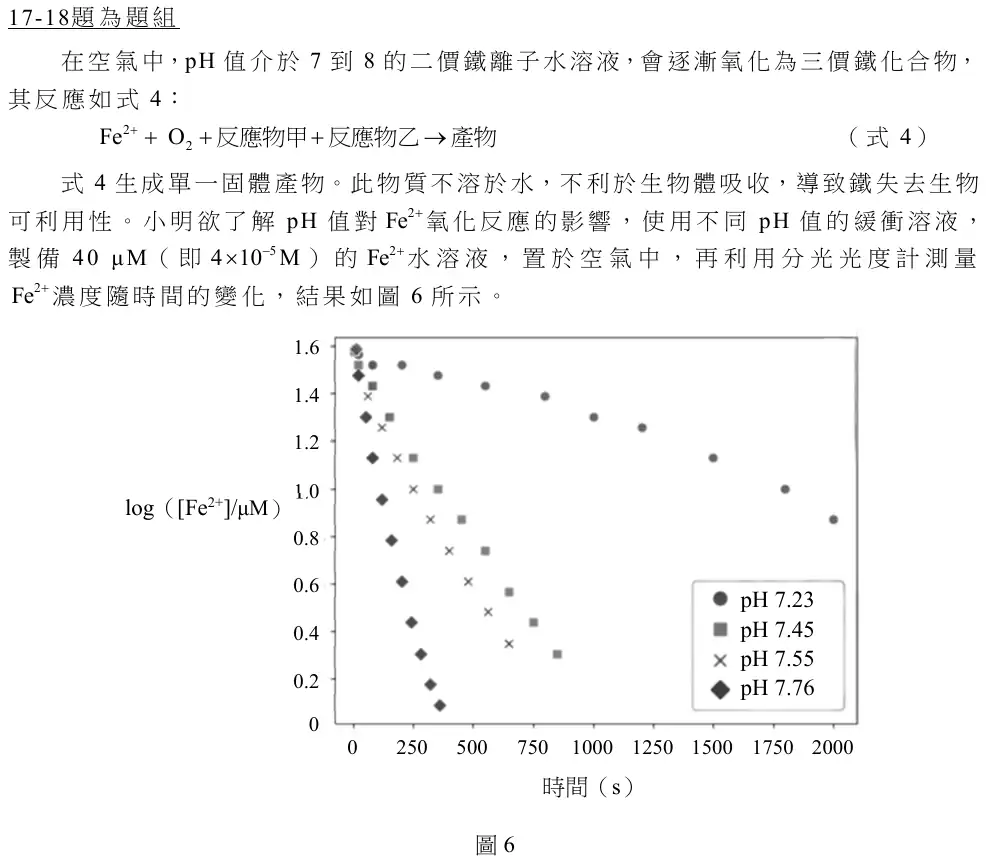 17-18題為題組
在空氣中，pH 值介於 7 到 8 的二價鐵離子水溶液，會逐漸氧化為三價鐵化合物，
其反應如式 4：
Fe²⁺ + O₂ +反應物甲+反應物乙→產物 （式 4）
式 4 生成單一固體產物。此物質不溶於水，不利於生物體吸收，導致鐵失去生物
可利用性。小明欲了解 pH 值對 Fe²⁺氧化反應的影響，使用不同 pH 值的緩衝溶液，
製備 40 μM（即 4×10⁻⁵ M）的 Fe²⁺水溶液，置於空氣中，再利用分光光度計測量
Fe²⁺濃度隨時間的變化，結果如圖 6 所示。
1.6
1.4
1.2
1.0
log（[Fe²⁺]/μM）
0.8
0.6
0.4
0.2
0
pH 7.23
pH 7.45
pH 7.55
pH 7.76
0 250 500 750 1000 1250 1500 1750 2000
時間（s）
圖 6